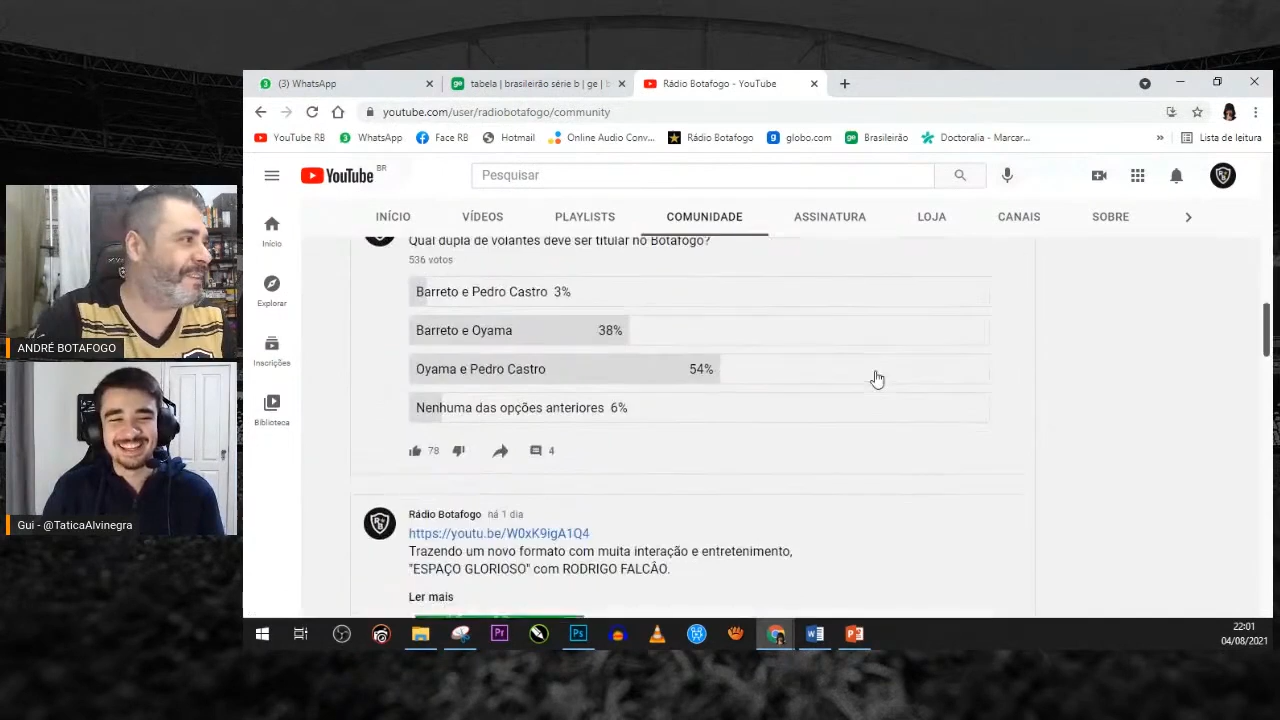 (3) WhatsApp
tabela | brasileirão série b | ge | b
Rádio Botafogo - YouTube
youtube.com/user/radiobotafogo/community
YouTube RB
WhatsApp
Face RB
Hotmail
Online Audio Conv...
Rádio Botafogo
globo.com
Brasileirão
Doctoralia - Marcar...
»
Lista de leitura
YouTube BR
Pesquisar
INÍCIO
VÍDEOS
PLAYLISTS
COMUNIDADE
ASSINATURA
LOJA
CANAIS
SOBRE
Início
Explorar
Inscrições
Biblioteca
Qual dupla de volantes deve ser titular no Botafogo?
536 votos
Barreto e Pedro Castro 3%
Barreto e Oyama 38%
Oyama e Pedro Castro 54%
Nenhuma das opções anteriores 6%
78
4
Rádio Botafogo há 1 dia
https://youtu.be/W0xK9igA1Q4
Trazendo um novo formato com muita interação e entretenimento,
"ESPAÇO GLORIOSO" com RODRIGO FALCÂO.
Ler mais
ANDRÉ BOTAFOGO
Gui - @TaticaAlvinegra
22:01
04/08/2021